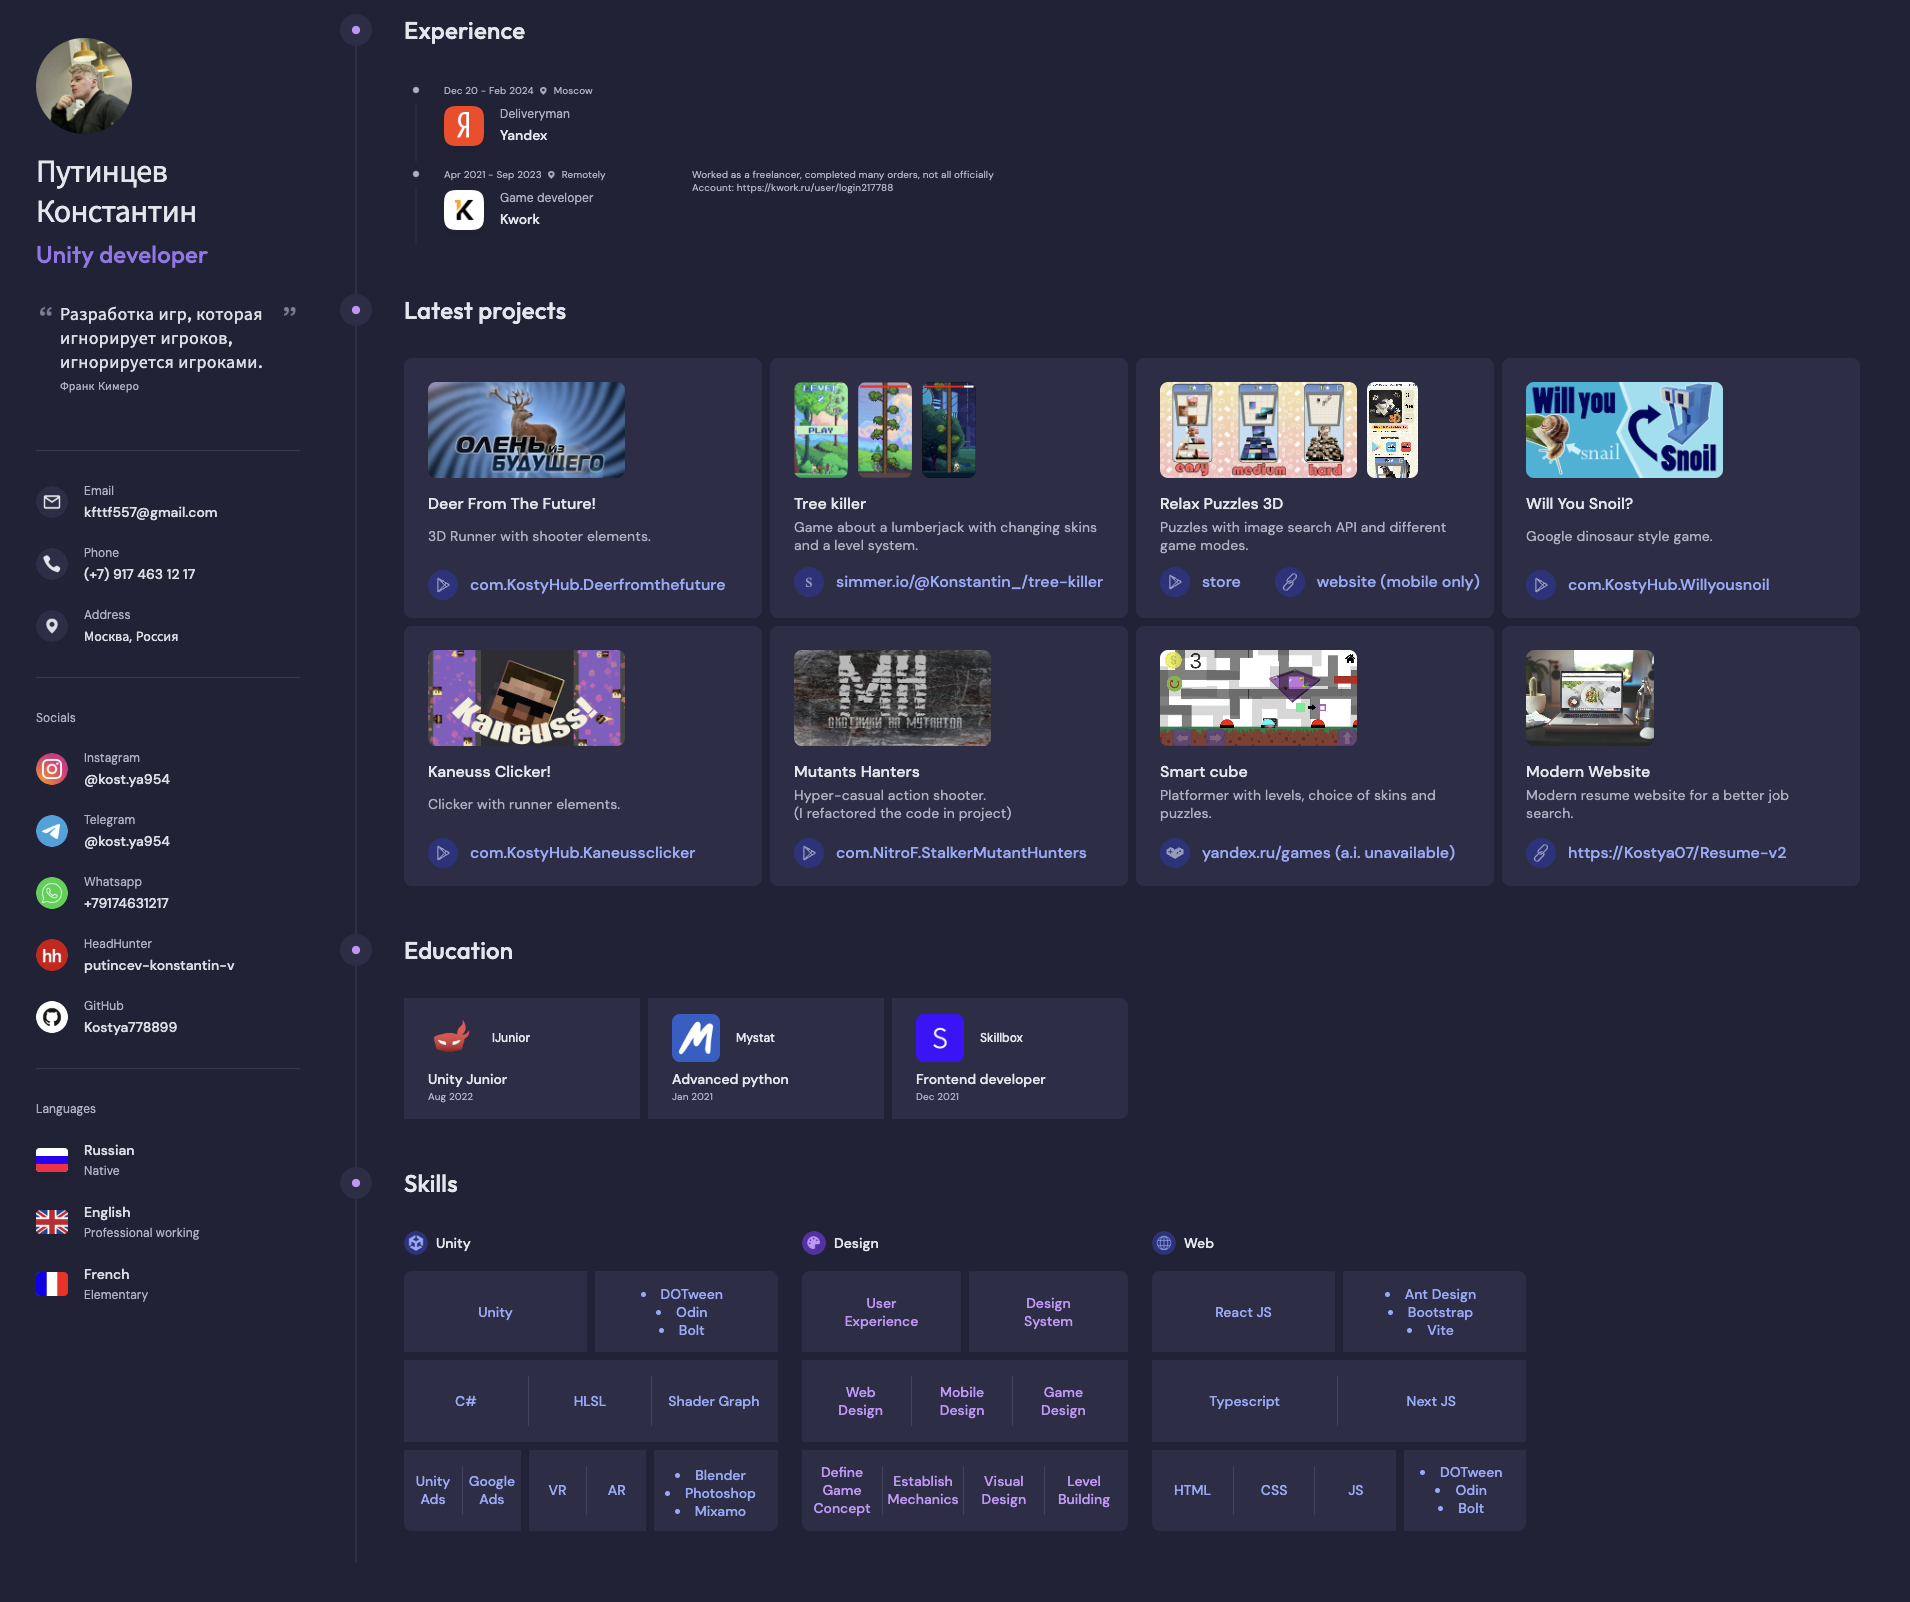 Путинцев
Константин
Unity developer
“ Разработка игр, которая ”
игнорирует игроков,
игнорируется игроками.
Франк Кимеро
Email
kfttf557@gmail.com
Phone
(+7) 917 463 12 17
Address
Москва, Россия
Socials
Instagram
@kost.ya954
Telegram
@kost.ya954
Whatsapp
+79174631217
hh
HeadHunter
putincev-konstantin-v
GitHub
Kostya778899
Languages
Russian
Native
English
Professional working
French
Elementary
Experience
Dec 20 - Feb 2024 Moscow
Я
Deliveryman
Yandex
Apr 2021 - Sep 2023 Remotely
K
Game developer
Kwork
Worked as a freelancer, completed many orders, not all officially
Account: https://kwork.ru/user/login217788
Latest projects
ОЛЕНЬ ИЗ
БУДУЩЕГО
Deer From The Future!
3D Runner with shooter elements.
com.KostyHub.Deerfromthefuture
LEVEL
PLAY
Tree killer
Game about a lumberjack with changing skins
and a level system.
S simmer.io/@Konstantin_/tree-killer
easy medium hard
Relax Puzzles 3D
Puzzles with image search API and different
game modes.
store website (mobile only)
Will you
snail
Snoil
Will You Snoil?
Google dinosaur style game.
com.KostyHub.Willyousnoil
Kaneuss!
Kaneuss Clicker!
Clicker with runner elements.
com.KostyHub.Kaneussclicker
МН
ОХОТНИКИ НА МУТАНТОВ
Mutants Hanters
Hyper-casual action shooter.
(I refactored the code in project)
com.NitroF.StalkerMutantHunters
3
Smart cube
Platformer with levels, choice of skins and
puzzles.
yandex.ru/games (a.i. unavailable)
Modern Website
Modern resume website for a better job
search.
https://Kostya07/Resume-v2
Education
IJunior
Unity Junior
Aug 2022
M
Mystat
Advanced python
Jan 2021
S
Skillbox
Frontend developer
Dec 2021
Skills
Unity
Unity
• DOTween
• Odin
• Bolt
C# HLSL Shader Graph
Unity
Ads
Google
Ads
VR AR
• Blender
• Photoshop
• Mixamo
Design
User
Experience
Design
System
Web
Design
Mobile
Design
Game
Design
Define
Game
Concept
Establish
Mechanics
Visual
Design
Level
Building
Web
React JS
• Ant Design
• Bootstrap
• Vite
Typescript Next JS
HTML CSS JS
• DOTween
• Odin
• Bolt